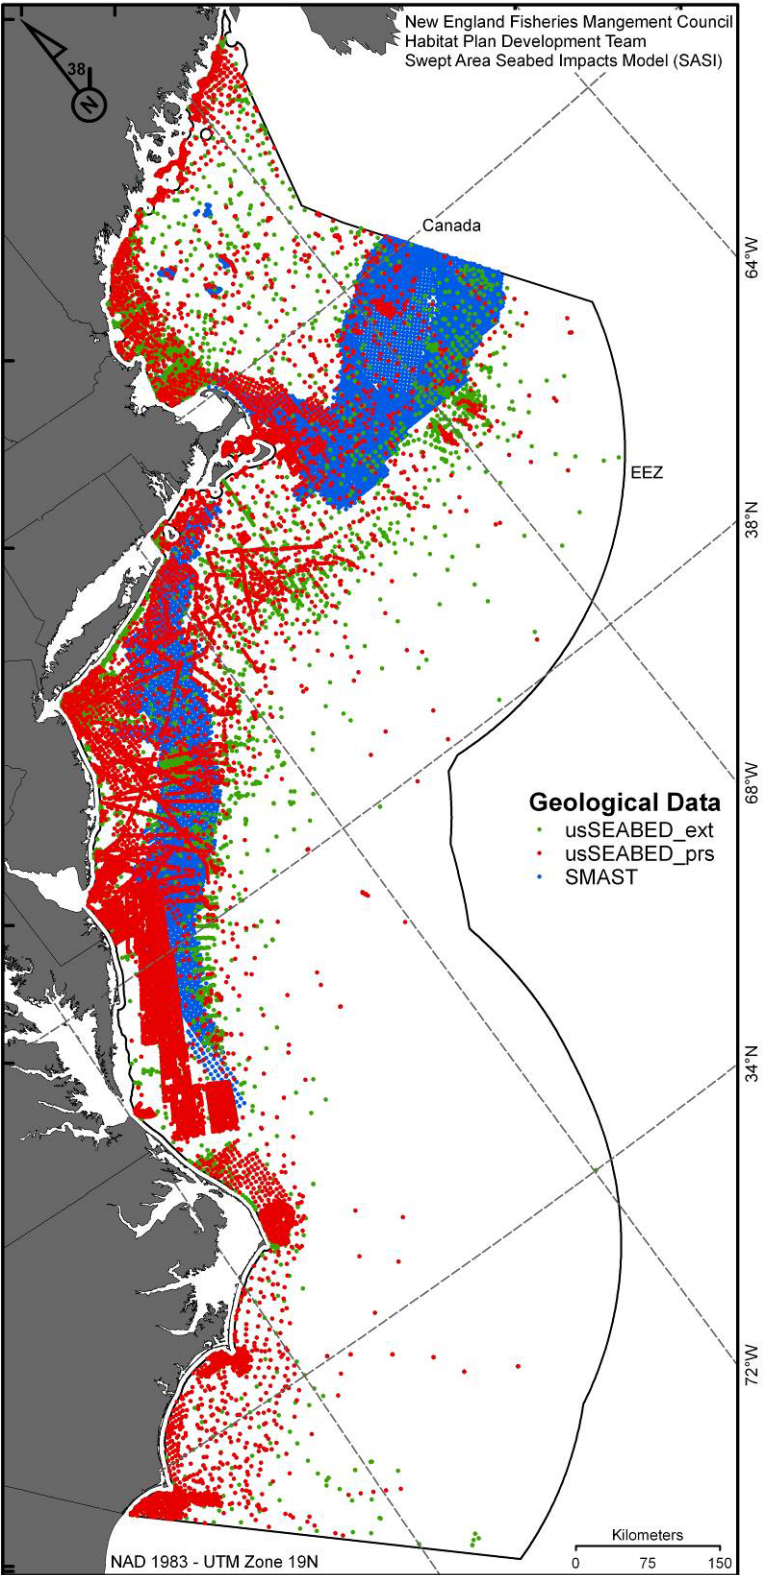 New England Fisheries Mangement Council
Habitat Plan Development Team
Swept Area Seabed Impacts Model (SASI)
38
N
Canada
64°W
EEZ
38°N
68°W
Geological Data
usSEABED_ext
usSEABED_prs
SMAST
34°N
72°W
Kilometers
0 75 150
NAD 1983 - UTM Zone 19N